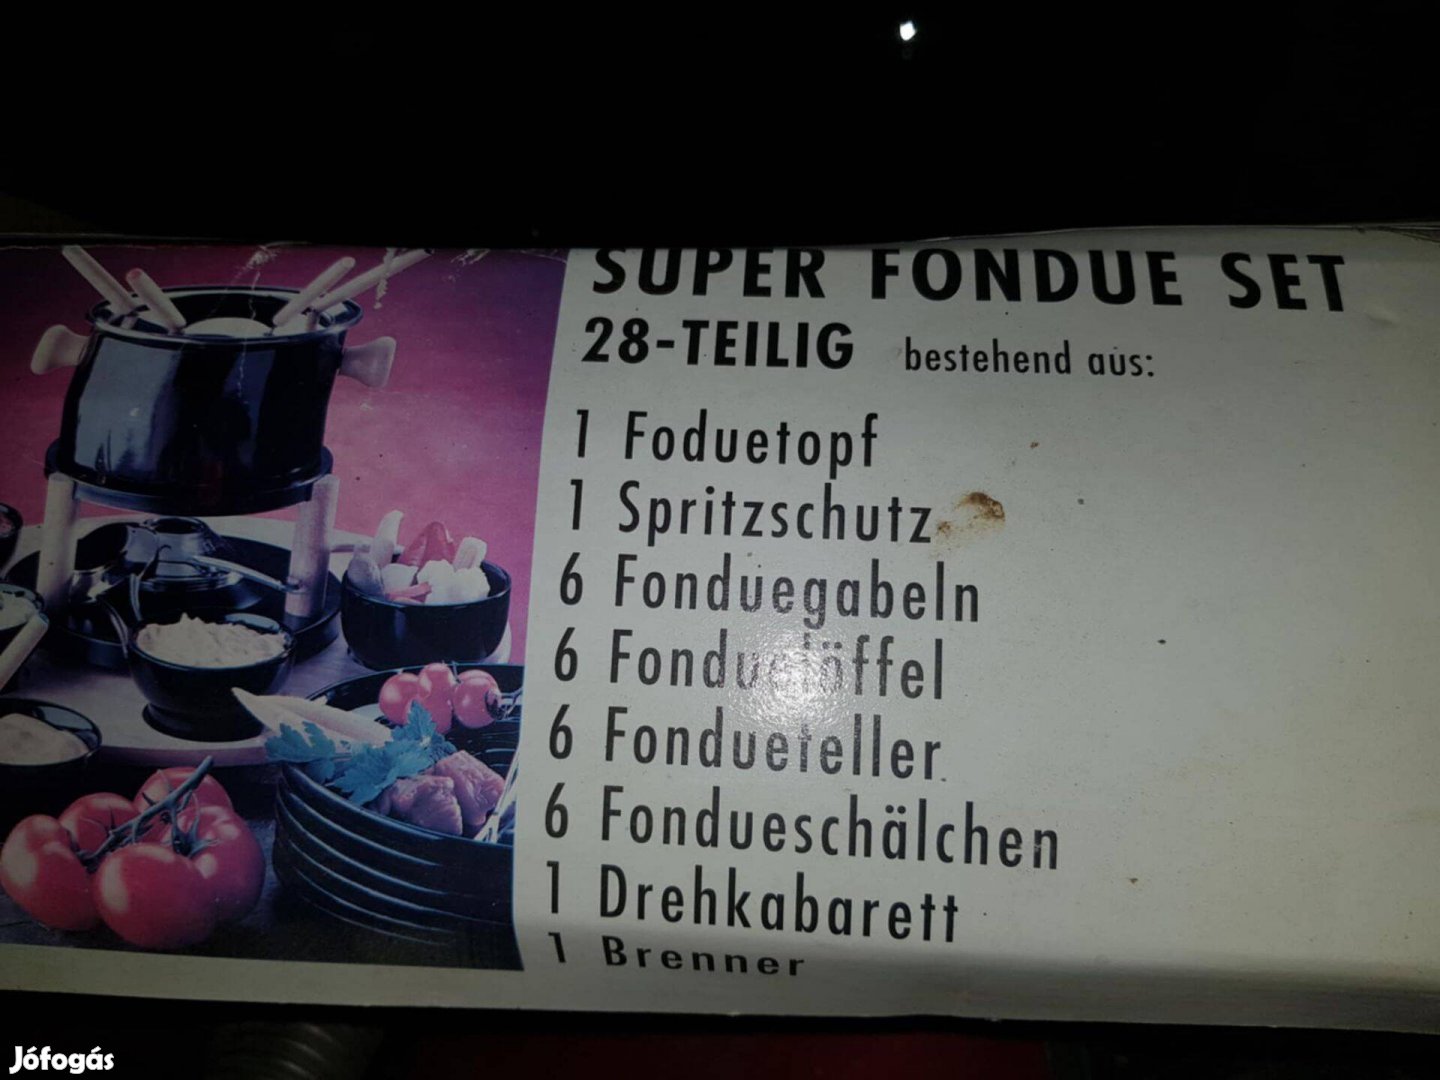 SUPER FONDUE SET
28-TEILIG bestehend aus:
1 Foduetopf
1 Spritzschutz
6 Fonduegabeln
6 Fonduelöffel
6 Fondueteller
6 Fondueschälchen
1 Drehkabarett
1 Brenner
Jófogás